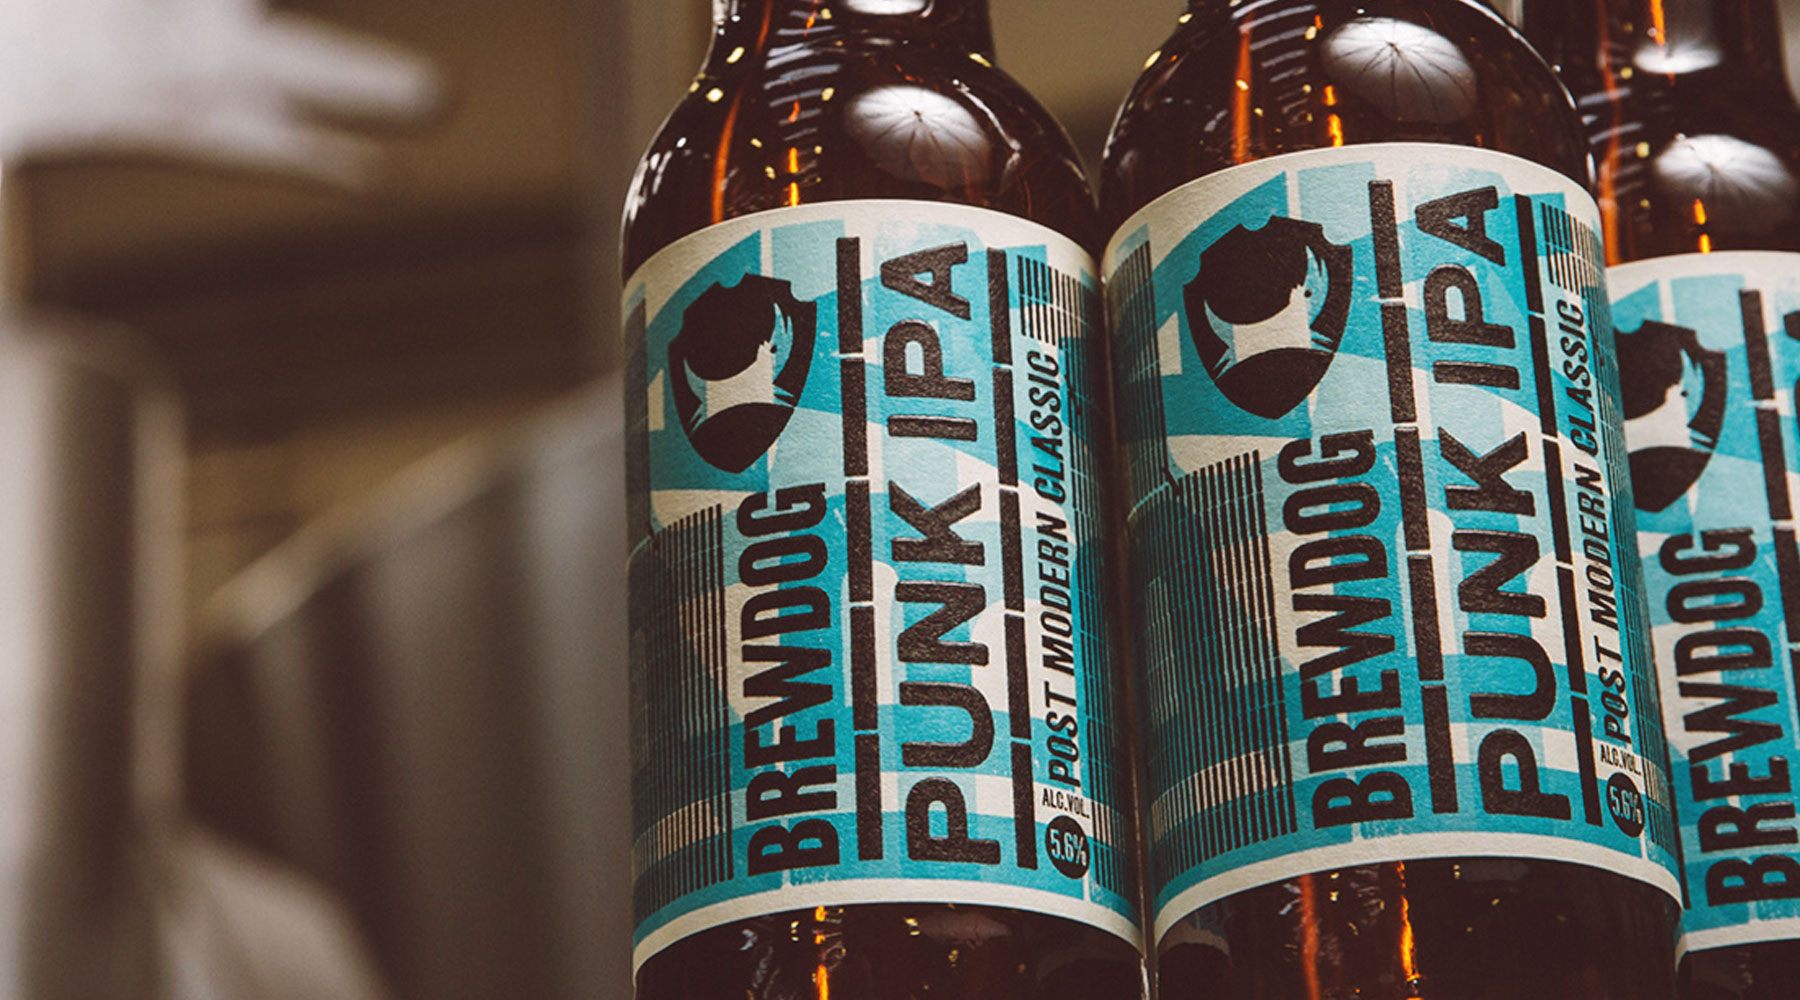 BREWDOG
PUNK IPA
POST MODERN CLASSIC
ALC.VOL.
5.6%
BREWDOG
PUNK IPA
POST MODERN CLASSIC
ALC.VOL.
5.6%
BREWDOG